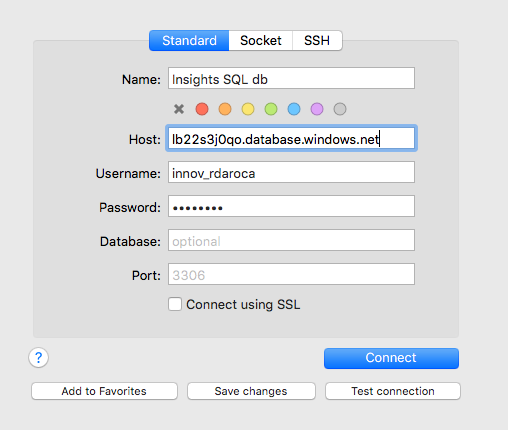 Standard Socket SSH
Name: Insights SQL db
Host: lb22s3j0qo.database.windows.net
Username: innov_rdaroca
Password: ••••••••
Database: optional
Port: 3306
Connect using SSL
? Connect
Add to Favorites Save changes Test connection